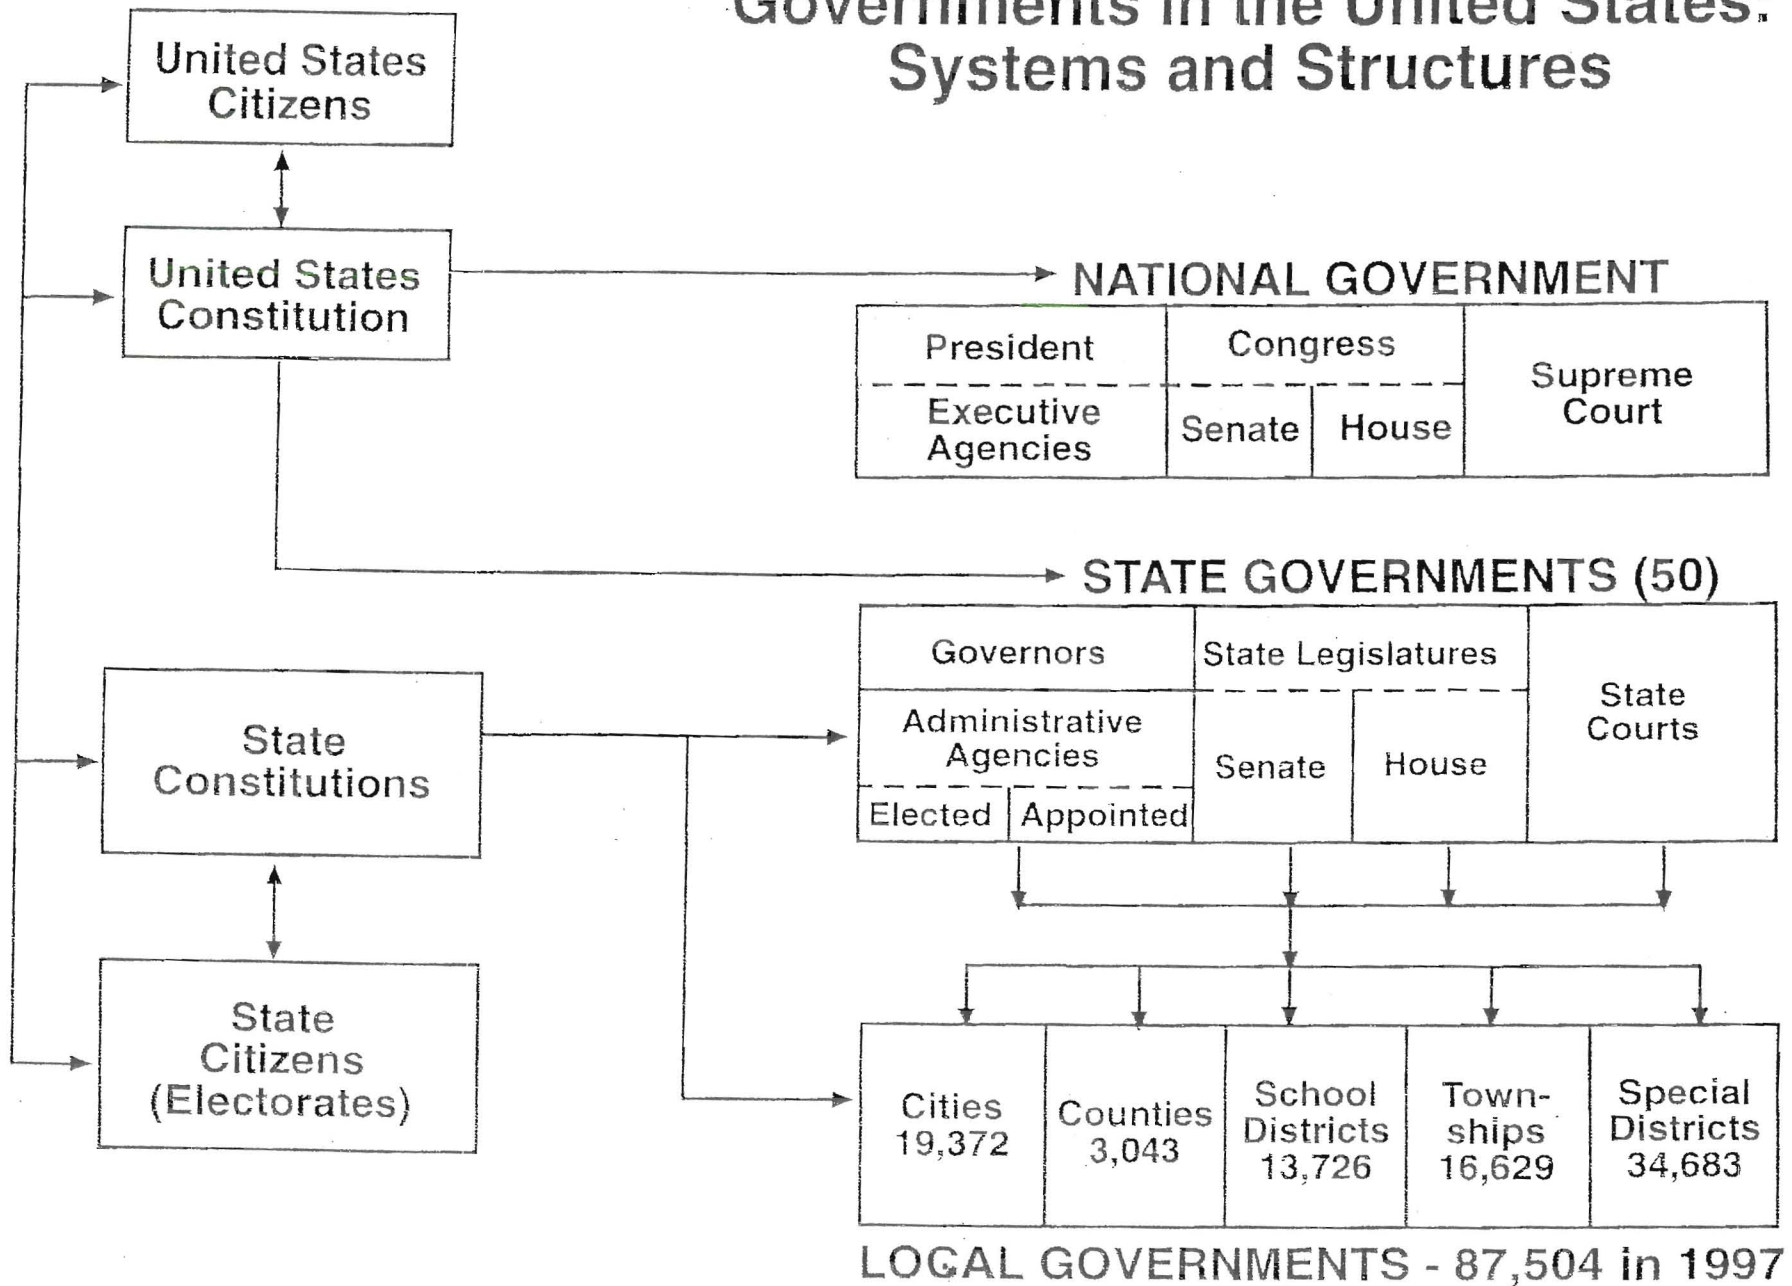 Governments in the United States:
Systems and Structures
United States
Citizens
United States
Constitution
NATIONAL GOVERNMENT
President
Congress
Supreme
Court
Executive
Agencies
Senate
House
STATE GOVERNMENTS (50)
Governors
State Legislatures
State
Courts
Administrative
Agencies
Senate
House
Elected
Appointed
State
Constitutions
State
Citizens
(Electorates)
Cities
19,372
Counties
3,043
School
Districts
13,726
Town-
ships
16,629
Special
Districts
34,683
LOCAL GOVERNMENTS - 87,504 in 1997